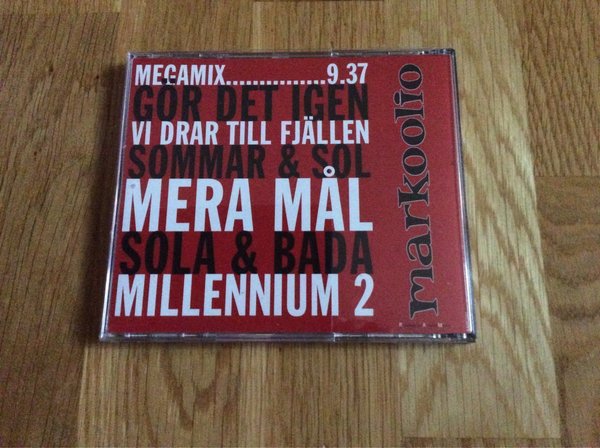 MEGAMIX...............9.37
GÖR DET IGEN
VI DRAR TILL FJÄLLEN
SOMMAR & SOL
MERA MÅL
SOLA & BADA
MILLENNIUM 2
markoolio